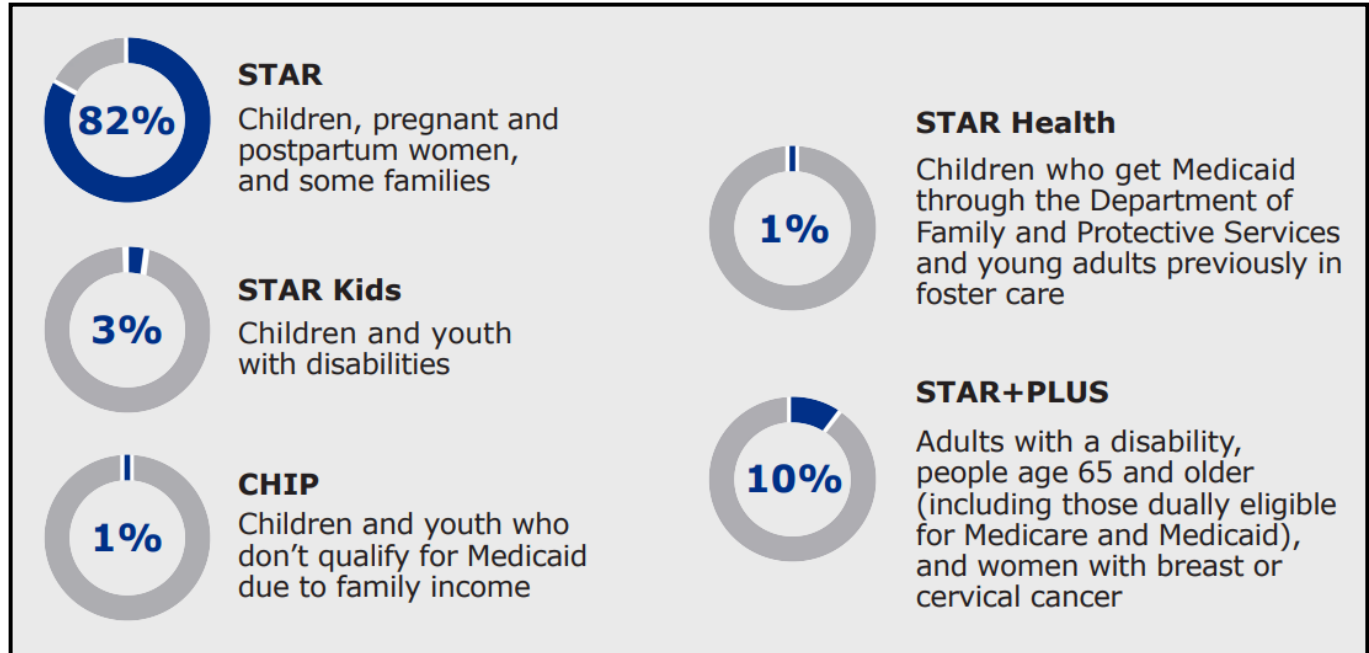 82%
STAR
Children, pregnant and
postpartum women,
and some families
3%
STAR Kids
Children and youth
with disabilities
1%
CHIP
Children and youth who
don’t qualify for Medicaid
due to family income
1%
STAR Health
Children who get Medicaid
through the Department of
Family and Protective Services
and young adults previously in
foster care
10%
STAR+PLUS
Adults with a disability,
people age 65 and older
(including those dually eligible
for Medicare and Medicaid),
and women with breast or
cervical cancer